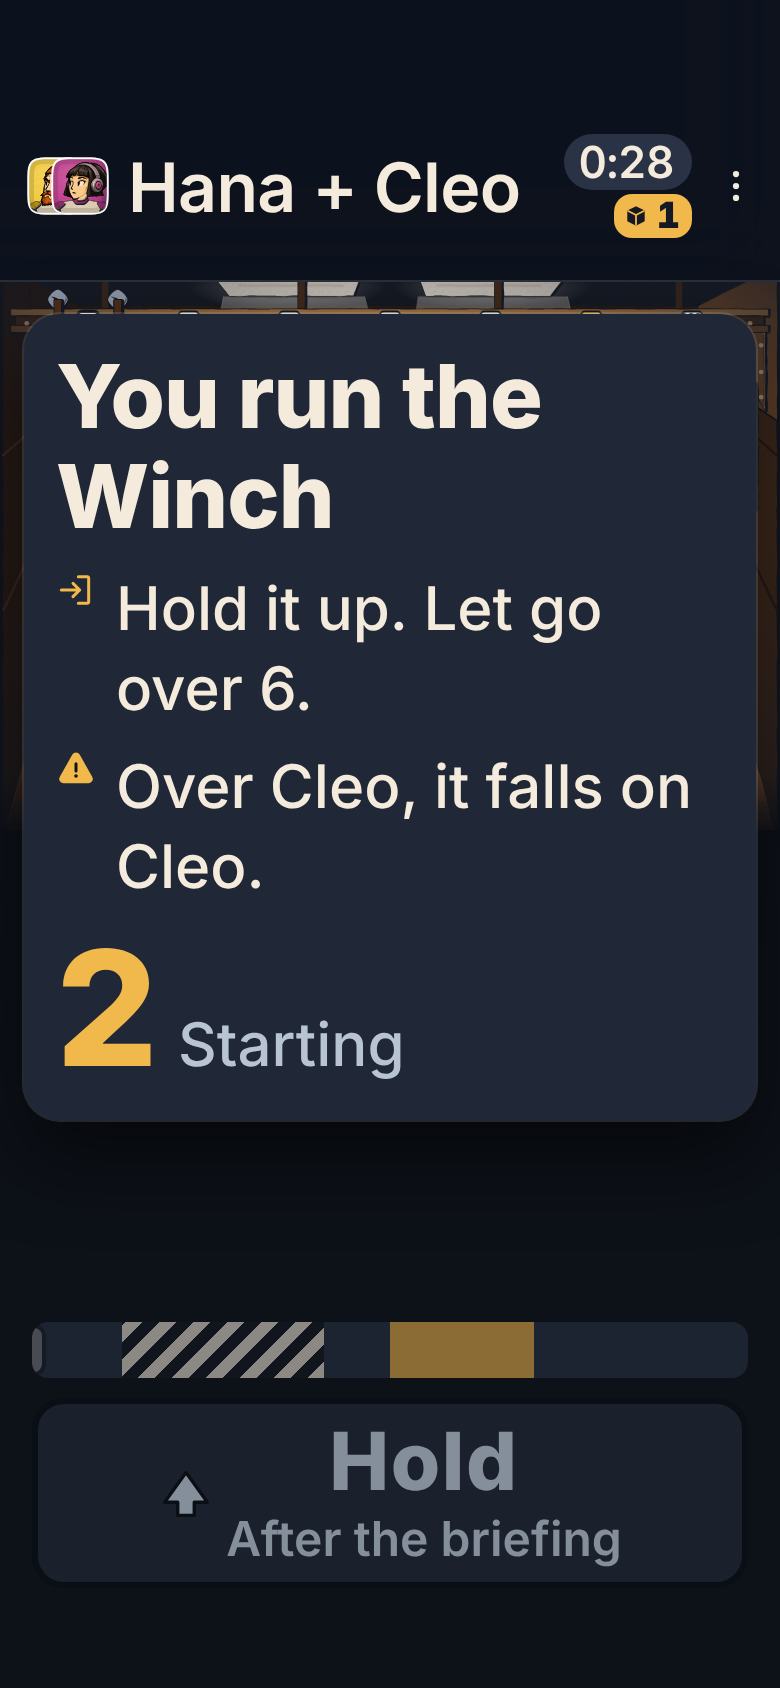 Hana + Cleo
0:28
1
You run the
Winch
Hold it up. Let go
over 6.
Over Cleo, it falls on
Cleo.
2 Starting
Hold
After the briefing